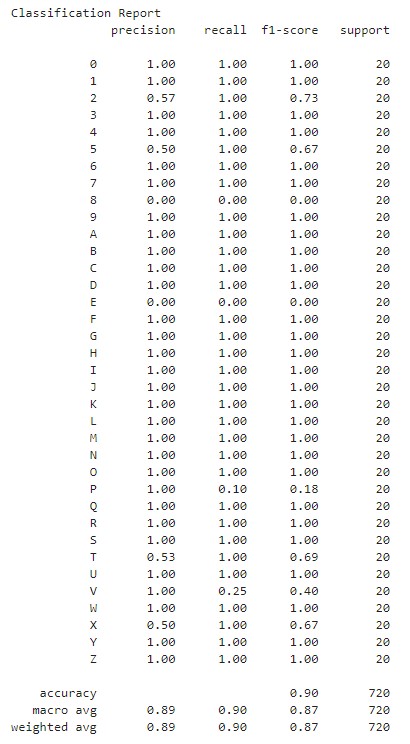 Classification Report
precision recall f1-score support
0 1.00 1.00 1.00 20
1 1.00 1.00 1.00 20
2 0.57 1.00 0.73 20
3 1.00 1.00 1.00 20
4 1.00 1.00 1.00 20
5 0.50 1.00 0.67 20
6 1.00 1.00 1.00 20
7 1.00 1.00 1.00 20
8 0.00 0.00 0.00 20
9 1.00 1.00 1.00 20
A 1.00 1.00 1.00 20
B 1.00 1.00 1.00 20
C 1.00 1.00 1.00 20
D 1.00 1.00 1.00 20
E 0.00 0.00 0.00 20
F 1.00 1.00 1.00 20
G 1.00 1.00 1.00 20
H 1.00 1.00 1.00 20
I 1.00 1.00 1.00 20
J 1.00 1.00 1.00 20
K 1.00 1.00 1.00 20
L 1.00 1.00 1.00 20
M 1.00 1.00 1.00 20
N 1.00 1.00 1.00 20
O 1.00 1.00 1.00 20
P 1.00 0.10 0.18 20
Q 1.00 1.00 1.00 20
R 1.00 1.00 1.00 20
S 1.00 1.00 1.00 20
T 0.53 1.00 0.69 20
U 1.00 1.00 1.00 20
V 1.00 0.25 0.40 20
W 1.00 1.00 1.00 20
X 0.50 1.00 0.67 20
Y 1.00 1.00 1.00 20
Z 1.00 1.00 1.00 20
accuracy 0.90 720
macro avg 0.89 0.90 0.87 720
weighted avg 0.89 0.90 0.87 720